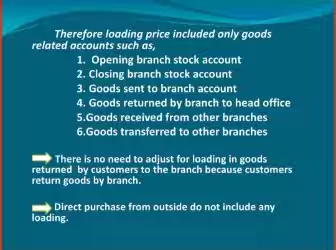 Therefore loading price included only goods
related accounts such as,
1. Opening branch stock account
2. Closing branch stock account
3. Goods sent to branch account
4. Goods returned by branch to head office
5.Goods received from other branches
6.Goods transferred to other branches
There is no need to adjust for loading in goods
returned by customers to the branch because customers
return goods by branch.
Direct purchase from outside do not include any
loading.